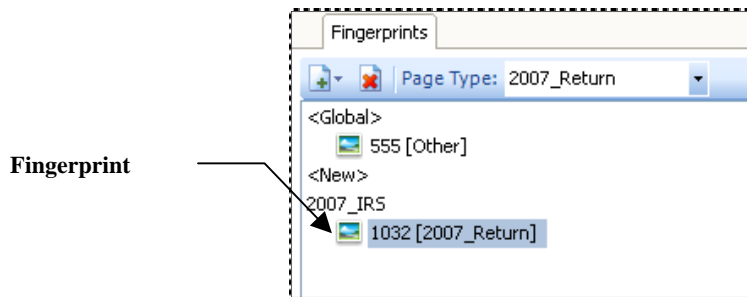 Fingerprints
Page Type: 2007_Return
<Global>
555 [Other]
<New>
Fingerprint
2007_IRS
1032 [2007_Return]